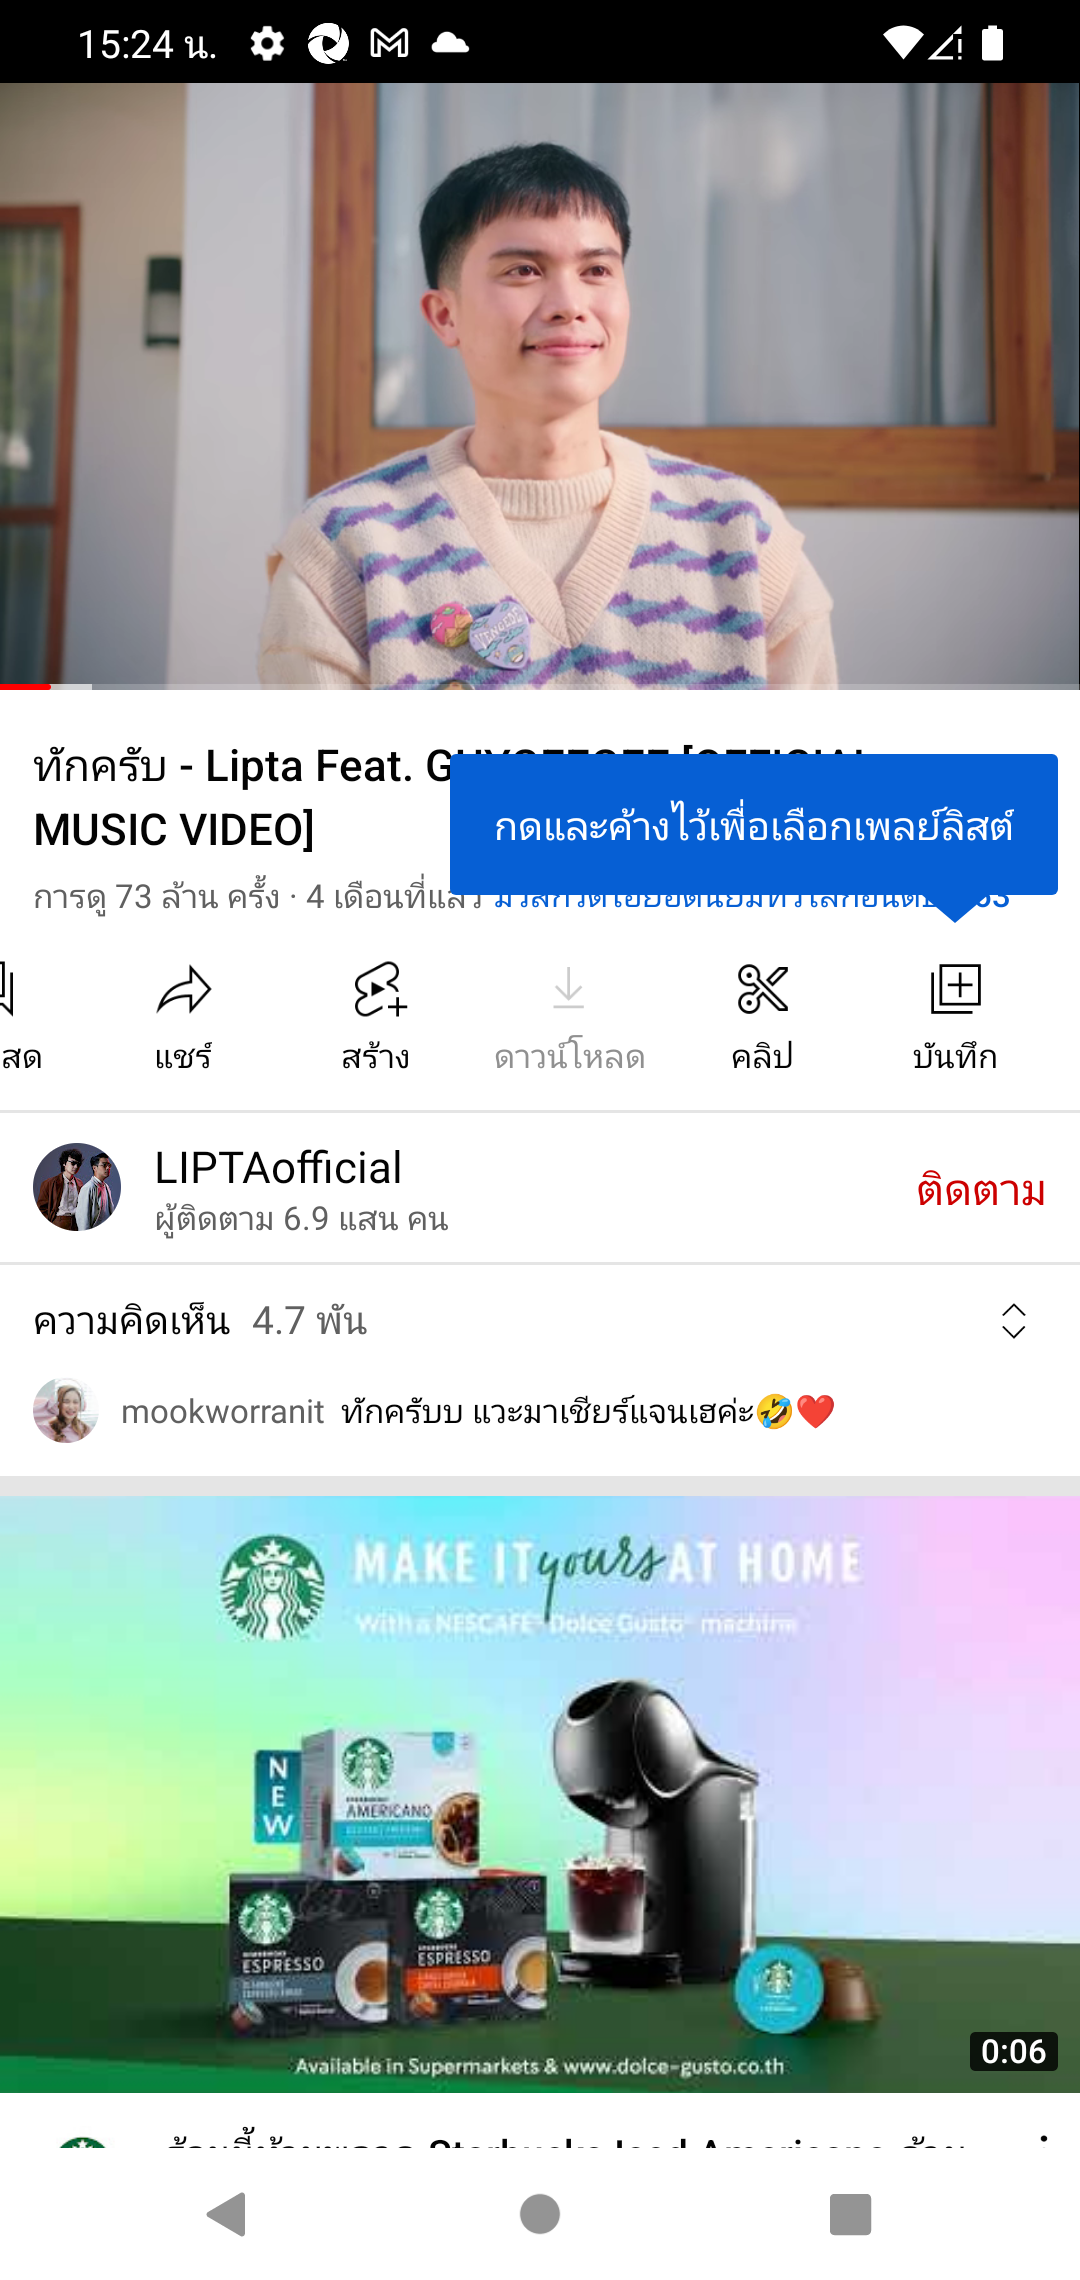 15:24 น.
ทักครับ - Lipta Feat.
MUSIC VIDEO]
กดและค้างไว้เพื่อเลือกเพลย์ลิสต์
การดู 73 ล้าน ครั้ง · 4 เดือนที่แล้ว
สด
แชร์
สร้าง
ดาวน์โหลด
คลิป
บันทึก
LIPTAofficial
ผู้ติดตาม 6.9 แสน คน
ติดตาม
ความคิดเห็น 4.7 พัน
mookworranit ทักครับบ แวะมาเชียร์แจนเฮค่ะ🤣❤️
MAKE IT yours AT HOME
With a NESCAFÉ Dolce Gusto machine
NEW
AMERICANO
ESPRESSO
ESPRESSO
Available in Supermarkets & www.dolce-gusto.co.th
0:06
Starbucks Iced Americano